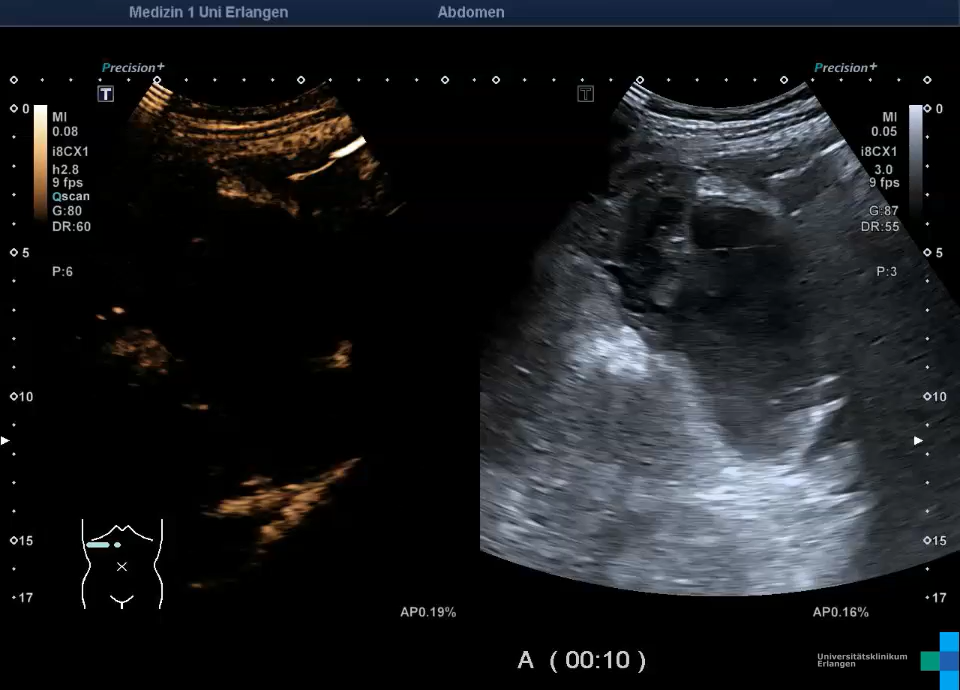 Medizin 1 Uni Erlangen Abdomen
Precision+ Precision+
T T
0 0
MI MI
0.08 0.05
i8CX1 i8CX1
h2.8 3.0
9 fps 9 fps
Qscan
G:80 G:87
DR:60 DR:55
5 5
P:6 P:3
10 10
15 15
17 17
AP0.19% AP0.16%
A ( 00:10 )
Universitätsklinikum
Erlangen